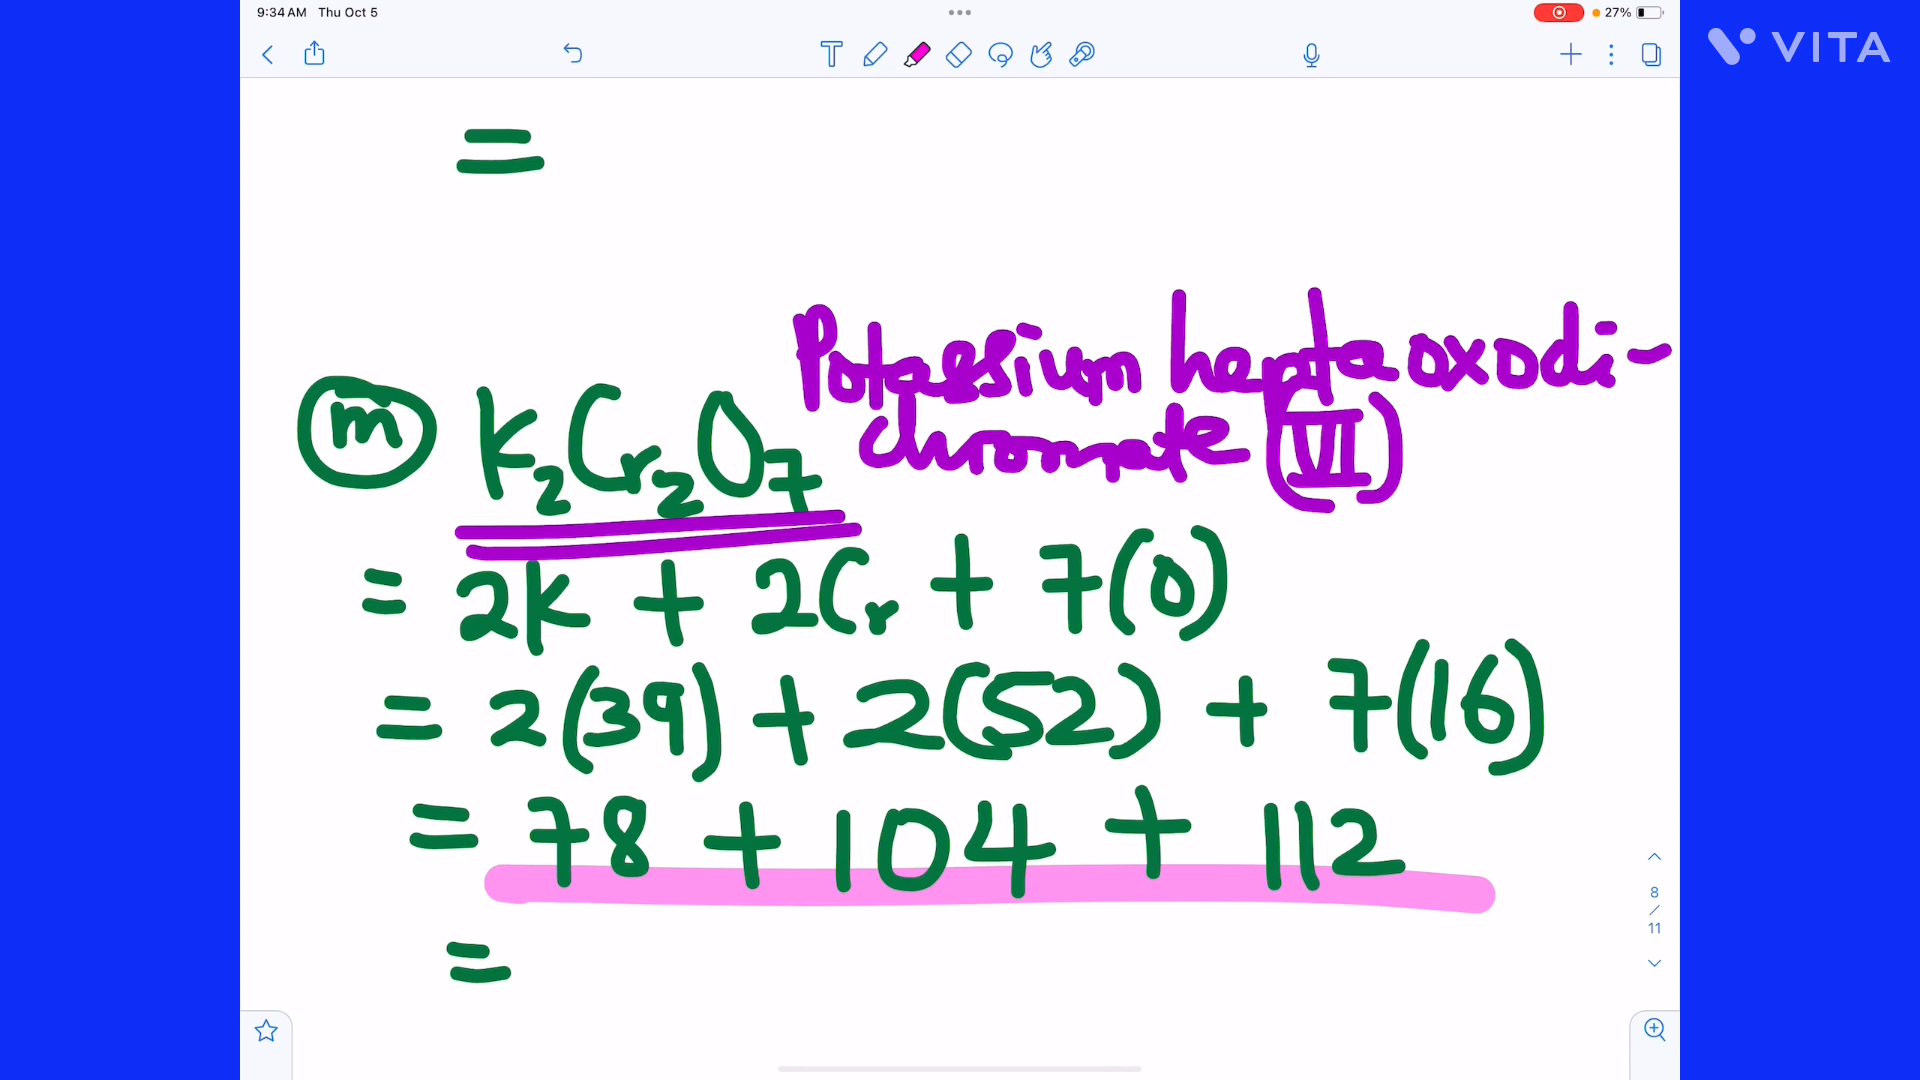 9:34 AM Thu Oct 5
27%
VITA
T
=
Potassium heptaoxodi-
chromate (VI)
m K₂Cr₂O₇
= 2K + 2Cr + 7(O)
= 2(39) + 2(52) + 7(16)
= 78 + 104 + 112
=
8
/
11